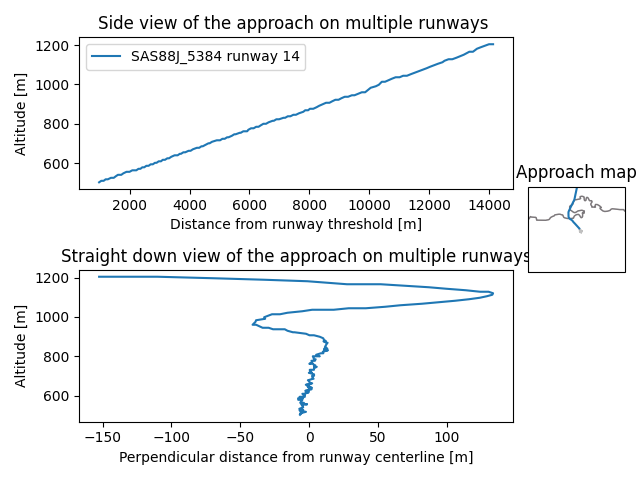 Side view of the approach on multiple runways
1200
1000
800
600
Altitude [m]
SAS88J_5384 runway 14
2000 4000 6000 8000 10000 12000 14000
Distance from runway threshold [m]
Approach map
Straight down view of the approach on multiple runways
1200
1000
800
600
Altitude [m]
−150 −100 −50 0 50 100
Perpendicular distance from runway centerline [m]